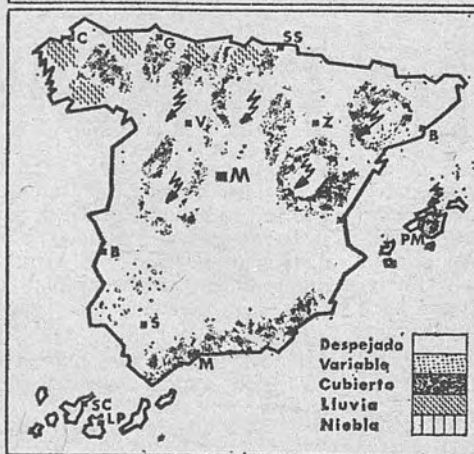 C
G
SS
V
Z
B
M
PM
B
S
M
SC
LP
Despejado
Variable
Cubierto
Lluvia
Niebla